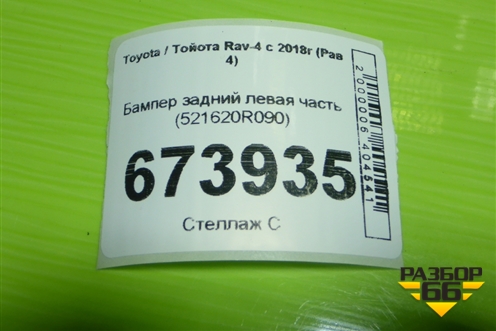 Toyota / Тойота Rav-4 с 2018г (Рав
4)
Бампер задний левая часть
(521620R090)
673935
Стеллаж С
2000006404541
РАЗБОР
66